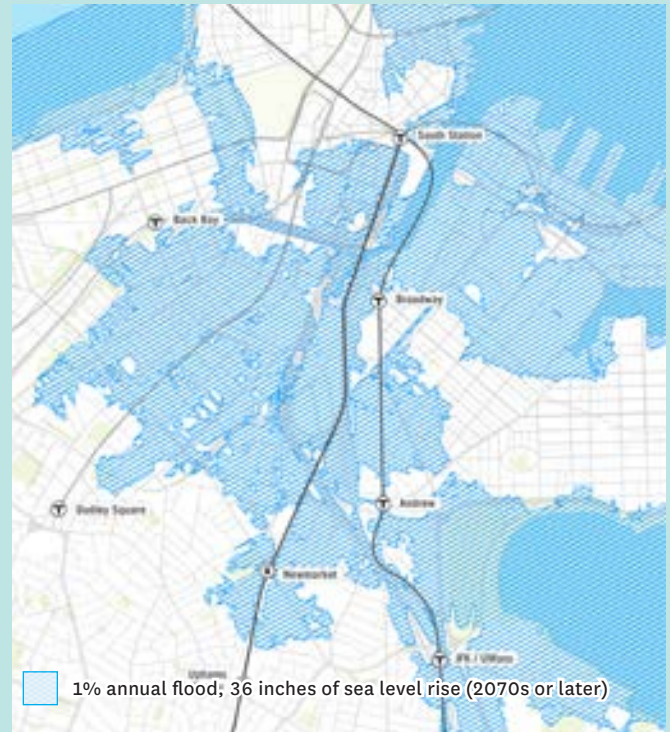 South Station
Back Bay
Broadway
Dudley Square
Andrew
Newmarket
JFK / UMass
Uphams
1% annual flood, 36 inches of sea level rise (2070s or later)